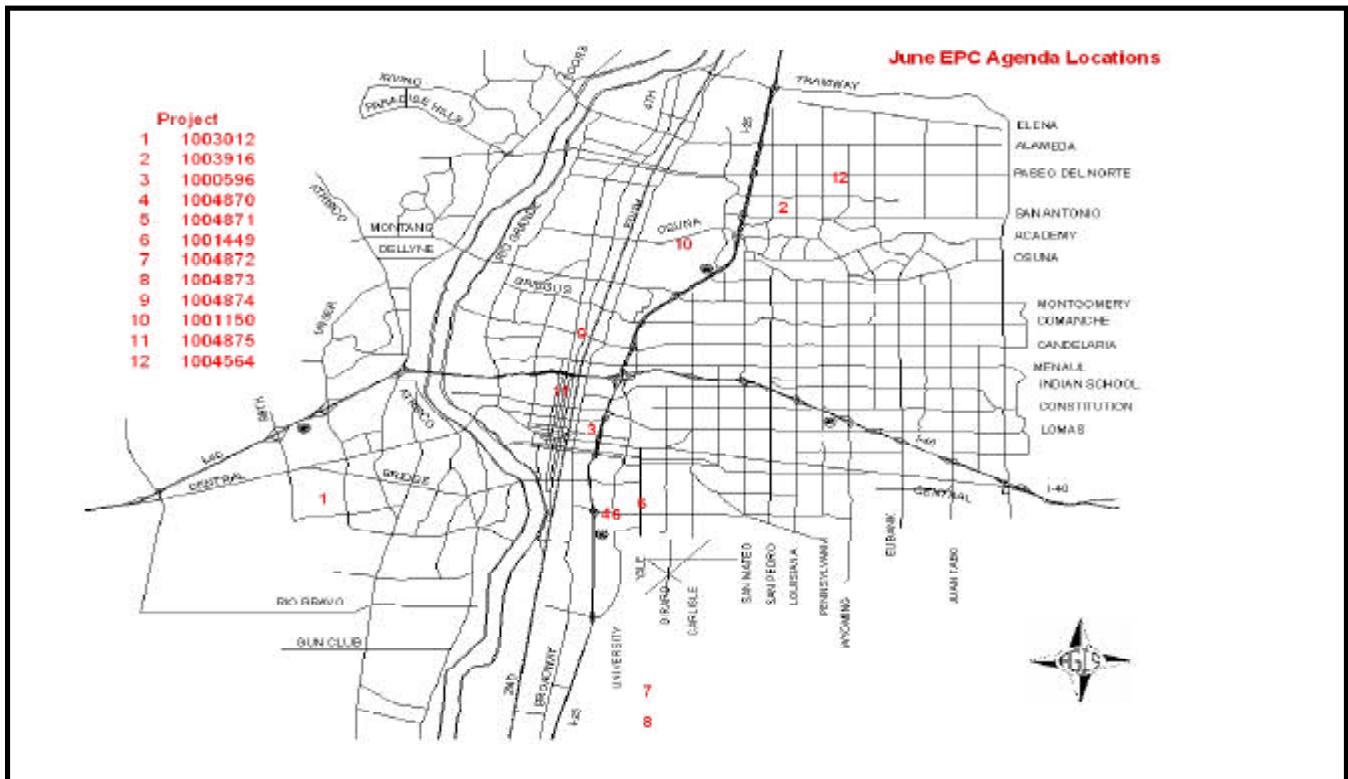 June EPC Agenda Locations
Project
1 1003012
2 1003916
3 1000596
4 1004870
5 1004871
6 1001449
7 1004872
8 1004873
9 1004874
10 1001150
11 1004875
12 1004564
IRVING
PARADISE HILLS
COORS
4TH
I-25
TRAMWAY
ELENA
ALAMEDA
PASEO DEL NORTE
SAN ANTONIO
ACADEMY
OSUNA
MONTGOMERY
COMANCHE
CANDELARIA
MENAUL
INDIAN SCHOOL
CONSTITUTION
LOMAS
I-40
CENTRAL
ATRISCO
MONTANO
DELLYNE
UNSER
RIO GRANDE
EDITH
GRIEGOS
OSUNA
12
2
10
9
11
3
98TH
ATRISCO
I-40
CENTRAL
BRIDGE
1
4
5
6
I-40
RIO BRAVO
GUN CLUB
2ND
BROADWAY
I-25
UNIVERSITY
YALE
GIRARD
CARLISLE
SAN MATEO
SAN PEDRO
LOUISIANA
PENNSYLVANIA
WYOMING
EUBANK
JUAN TABO
7
8
AGIS